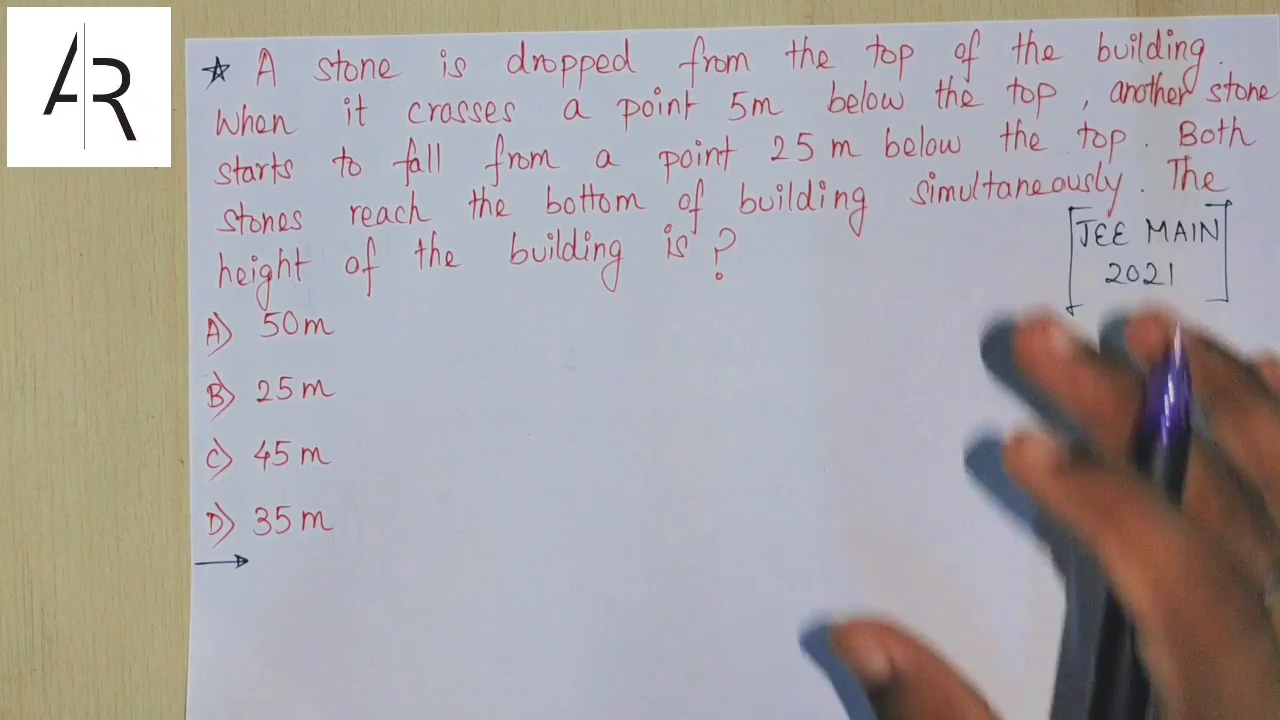 AR
☆ A stone is dropped from the top of the building.
When it crosses a point 5m below the top, another stone
starts to fall from a point 25 m below the top. Both
stones reach the bottom of building simultaneously. The
height of the building is ?
[JEE MAIN
2021]
A) 50m
B) 25m
C) 45m
D) 35m
→